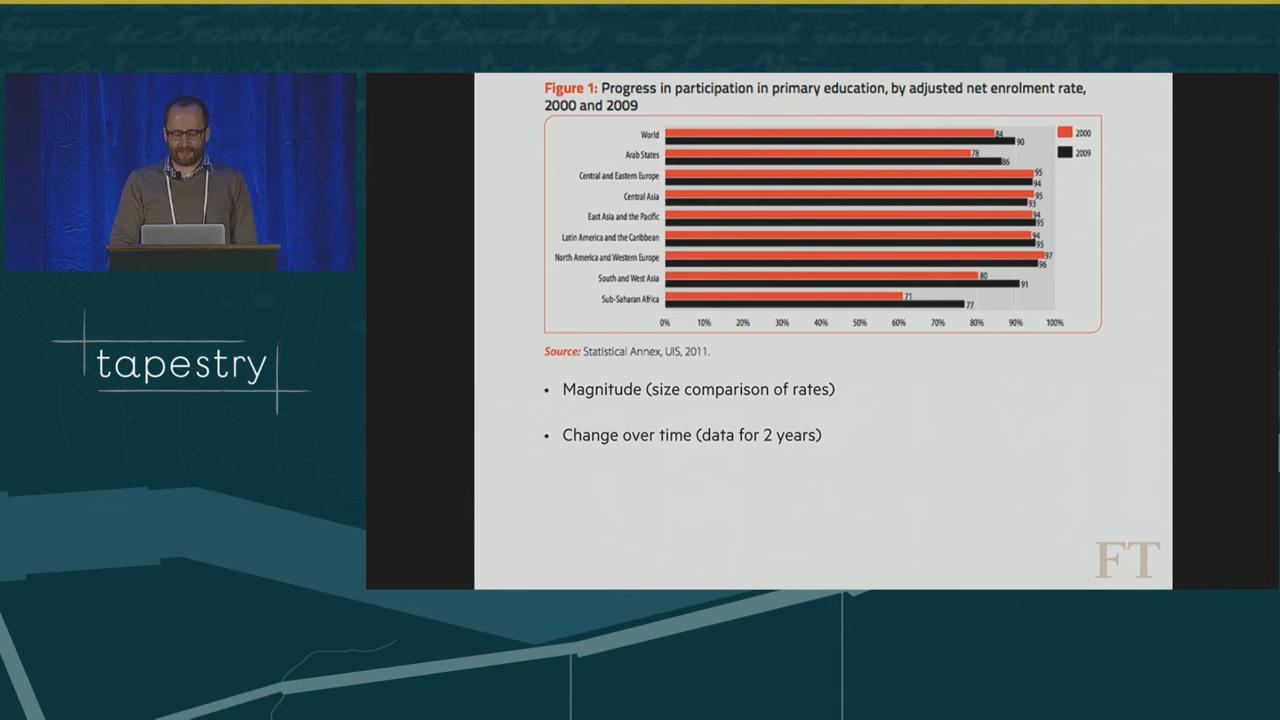 tapestry
Figure 1: Progress in participation in primary education, by adjusted net enrolment rate,
2000 and 2009
World 84 90
Arab States 78 86
Central and Eastern Europe 95 94
Central Asia 95 93
East Asia and the Pacific 94 95
Latin America and the Caribbean 94 95
North America and Western Europe 97 96
South and West Asia 80 91
Sub-Saharan Africa 71 77
0% 10% 20% 30% 40% 50% 60% 70% 80% 90% 100%
2000
2009
Source: Statistical Annex, UIS, 2011.
• Magnitude (size comparison of rates)
• Change over time (data for 2 years)
FT